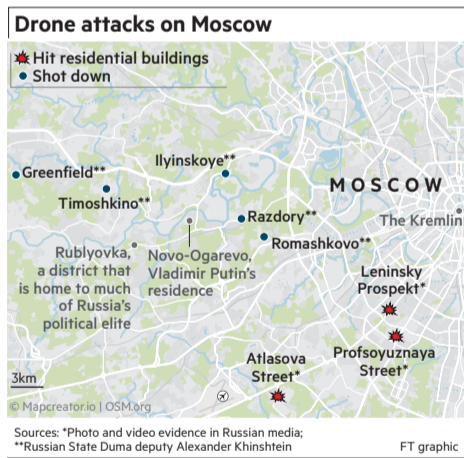 Drone attacks on Moscow
Hit residential buildings
Shot down
Ilyinskoye**
Greenfield**
Timoshkino**
MOSCOW
The Kremlin
Razdory**
Romashkovo**
Rublyovka,
a district that
is home to much
of Russia's
political elite
Novo-Ogarevo,
Vladimir Putin's
residence
Leninsky
Prospekt*
Profsoyuznaya
Street*
Atlasova
Street*
3km
© Mapcreator.io | OSM.org
Sources: *Photo and video evidence in Russian media;
**Russian State Duma deputy Alexander Khinshtein
FT graphic